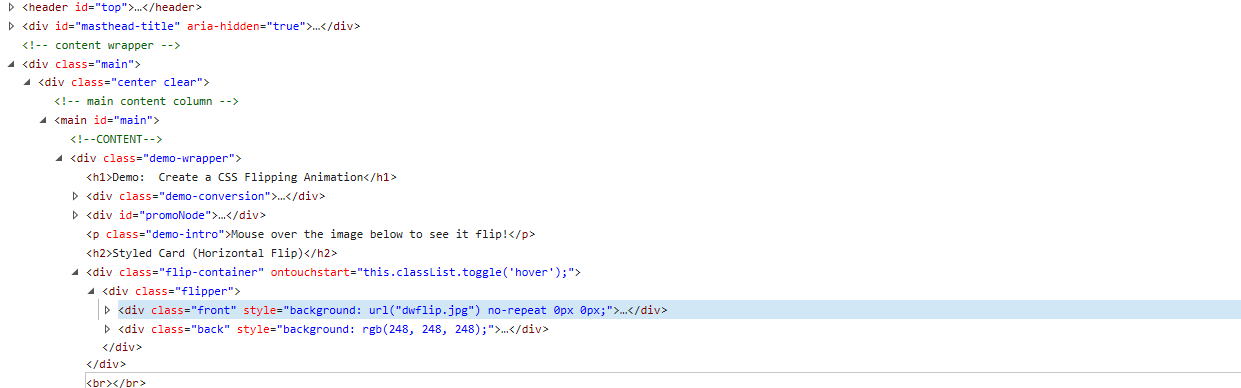 <header id="top">…</header>
<div id="masthead-title" aria-hidden="true">…</div>
<!-- content wrapper -->
<div class="main">
<div class="center clear">
<!-- main content column -->
<main id="main">
<!--CONTENT-->
<div class="demo-wrapper">
<h1>Demo:  Create a CSS Flipping Animation</h1>
<div class="demo-conversion">…</div>
<div id="promoNode">…</div>
<p class="demo-intro">Mouse over the image below to see it flip!</p>
<h2>Styled Card (Horizontal Flip)</h2>
<div class="flip-container" ontouchstart="this.classList.toggle('hover');">
<div class="flipper">
<div class="front" style="background: url("dwflip.jpg") no-repeat 0px 0px;">…</div>
<div class="back" style="background: rgb(248, 248, 248);">…</div>
</div>
</div>
<br></br>